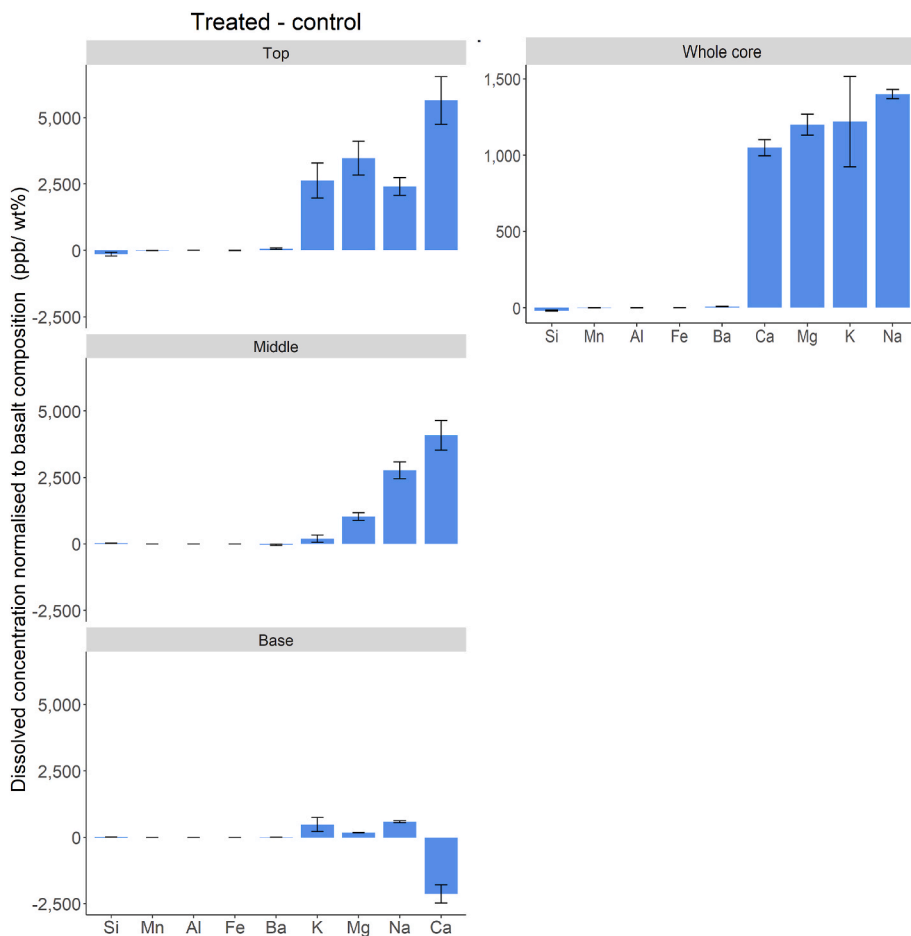 Treated - control
Dissolved concentration normalised to basalt composition (ppb/ wt%)
Top
5,000
2,500
0
-2,500
Middle
5,000
2,500
0
-2,500
Base
5,000
2,500
0
-2,500
Si Mn Al Fe Ba K Mg Na Ca
Whole core
1,500
1,000
500
0
Si Mn Al Fe Ba Ca Mg K Na